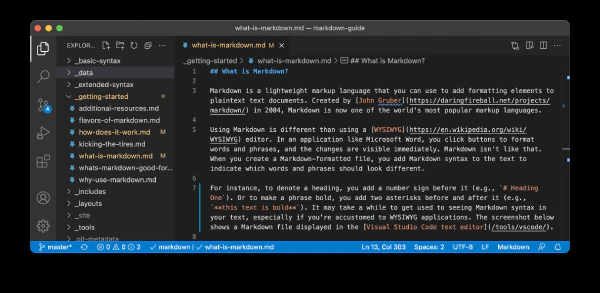 what-is-markdown.md — markdown-guide
EXPLOR...
what-is-markdown.md M
_getting-started > what-is-markdown.md > ## What is Markdown?
_basic-syntax
_data
_extended-syntax
_getting-started
additional-resources.md
flavors-of-markdown.md
how-does-it-work.md M
kicking-the-tires.md
what-is-markdown.md M
whats-markdown-good-for...
why-use-markdown.md
_includes
_layouts
_site
_tools
.git-metadata
4
1 ## What is Markdown?
2
3 Markdown is a lightweight markup language that you can use to add formatting elements to
plaintext text documents. Created by [John Gruber](https://daringfireball.net/projects/
markdown/) in 2004, Markdown is now one of the world's most popular markup languages.
5 Using Markdown is different than using a [WYSIWYG](https://en.wikipedia.org/wiki/
WYSIWYG) editor. In an application like Microsoft Word, you click buttons to format
words and phrases, and the changes are visible immediately. Markdown isn't like that.
When you create a Markdown-formatted file, you add Markdown syntax to the text to
indicate which words and phrases should look different.
6
7 For instance, to denote a heading, you add a number sign before it (e.g., `# Heading
One`). Or to make a phrase bold, you add two asterisks before and after it (e.g.,
`**this text is bold**`). It may take a while to get used to seeing Markdown syntax in
your text, especially if you're accustomed to WYSIWYG applications. The screenshot below
shows a Markdown file displayed in the [Visual Studio Code text editor](/tools/vscode/).
master* 0 0 2 markdown | what-is-markdown.md Ln 13, Col 303 Spaces: 2 UTF-8 LF Markdown